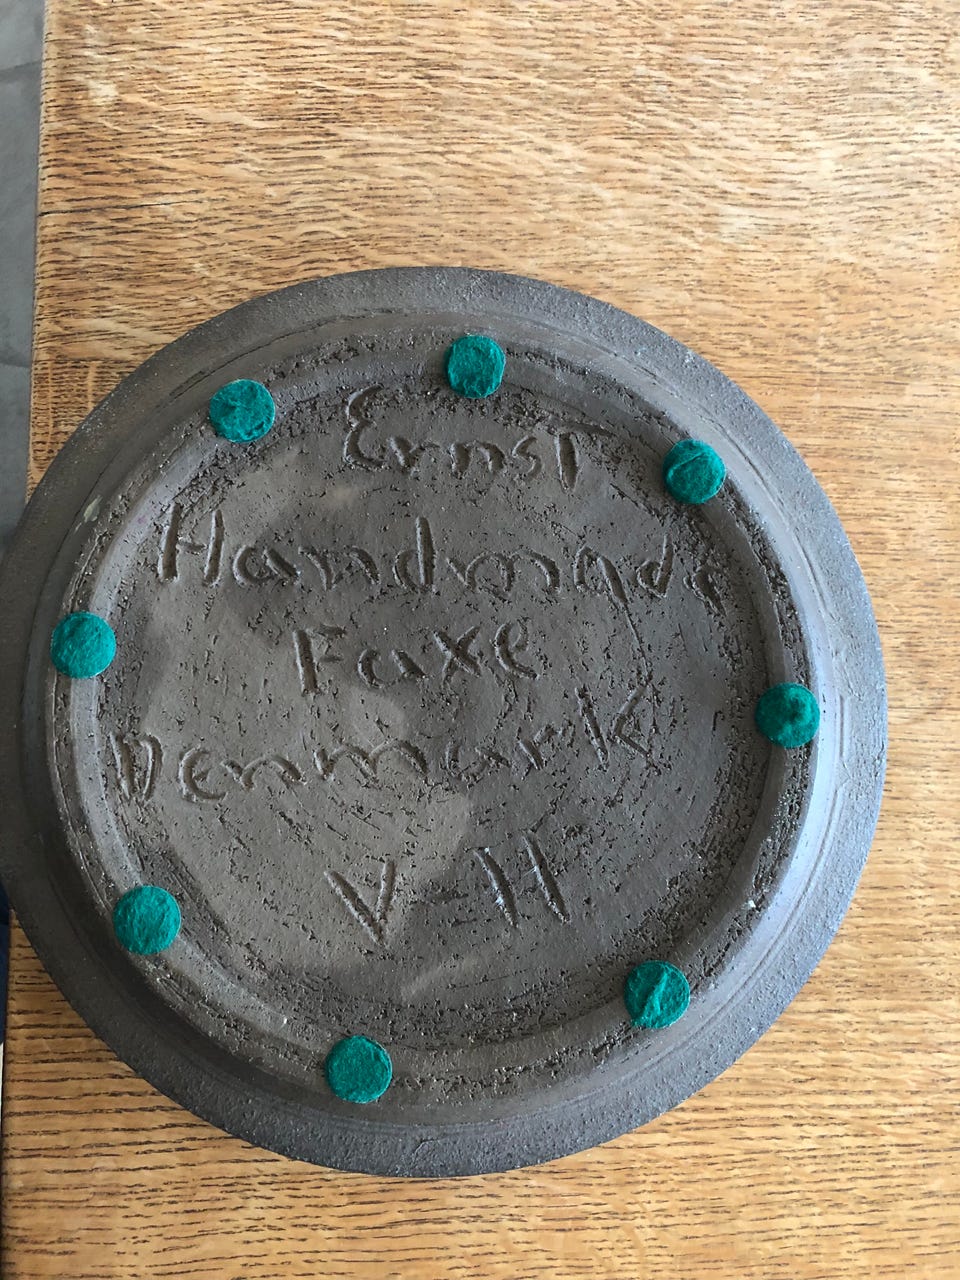 Ernst
Handmade
Faxe
Denmark
V-H